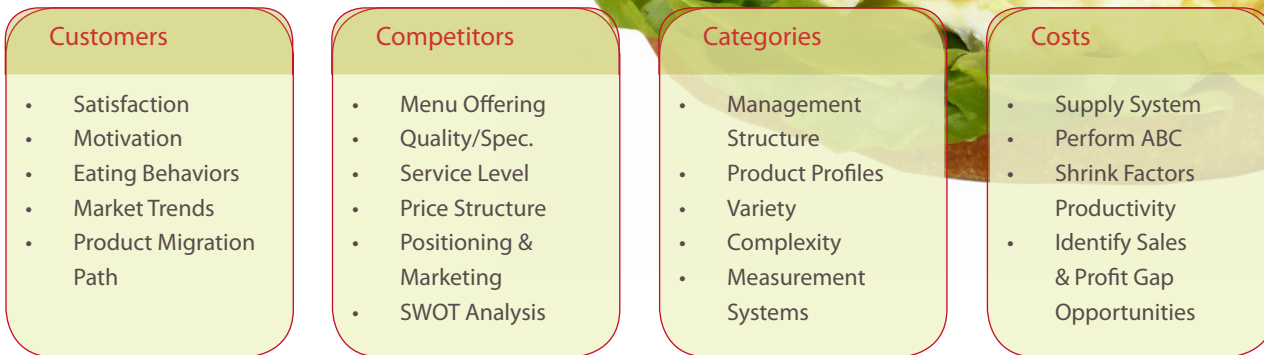 Customers
• Satisfaction
• Motivation
• Eating Behaviors
• Market Trends
• Product Migration
Path
Competitors
• Menu Offering
• Quality/Spec.
• Service Level
• Price Structure
• Positioning &
Marketing
• SWOT Analysis
Categories
• Management
Structure
• Product Profiles
• Variety
• Complexity
• Measurement
Systems
Costs
• Supply System
• Perform ABC
• Shrink Factors
Productivity
• Identify Sales
& Profit Gap
Opportunities